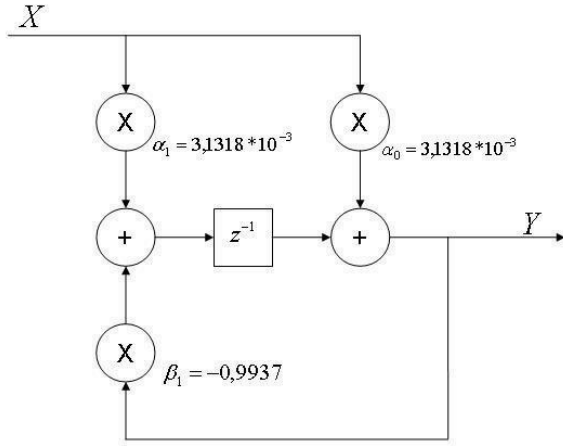 X
X
X
α₁ = 3,1318 *10⁻³
α₀ = 3,1318 *10⁻³
+
z⁻¹
+
Y
X
β₁ = −0,9937